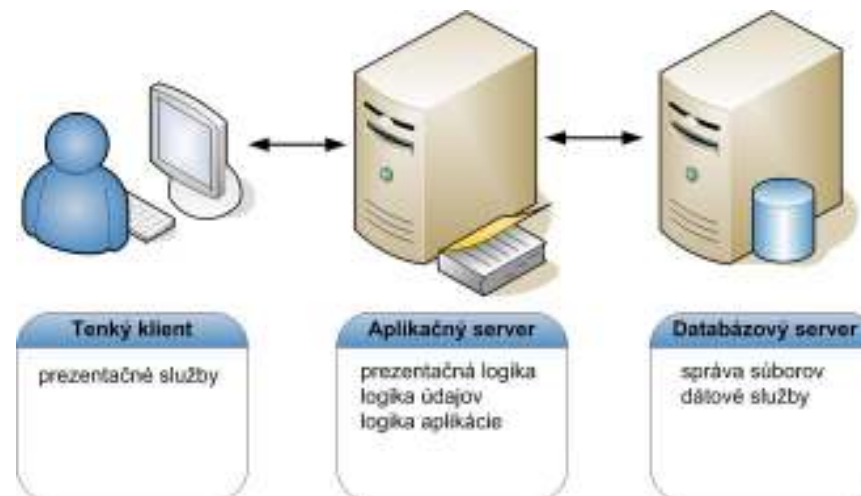 Tenký klient
prezentačné služby
Aplikačný server
prezentačná logika
logika údajov
logika aplikácie
Databázový server
správa súborov
dátové služby